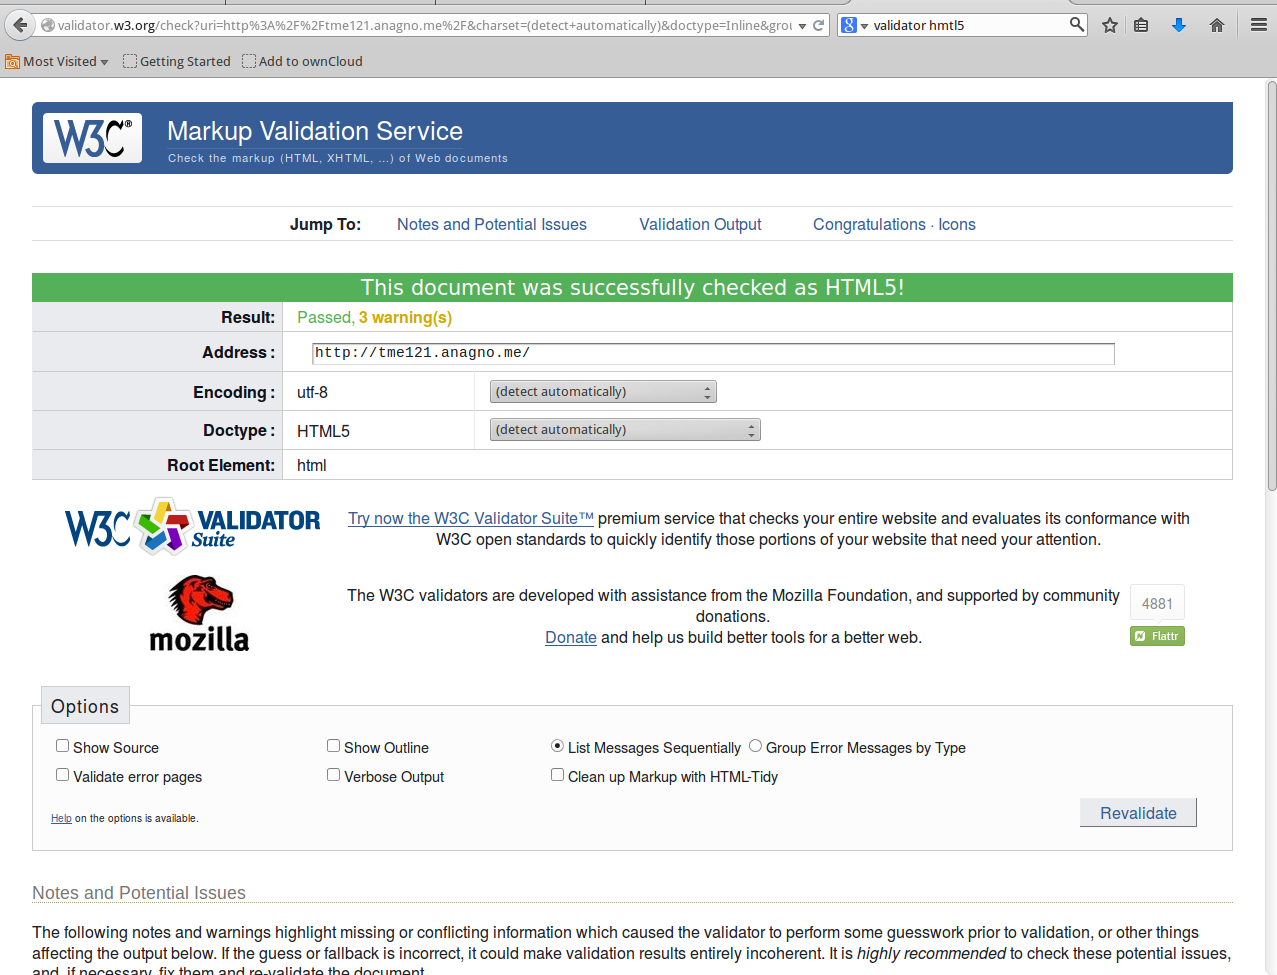 validator.w3.org/check?uri=http%3A%2F%2Ftme121.anagno.me%2F&charset=(detect+automatically)&doctype=Inline&grou
validator hmtl5
Most Visited Getting Started Add to ownCloud
W3C® Markup Validation Service
Check the markup (HTML, XHTML, ...) of Web documents
Jump To: Notes and Potential Issues Validation Output Congratulations · Icons
This document was successfully checked as HTML5!
Result: Passed, 3 warning(s)
Address : http://tme121.anagno.me/
Encoding : utf-8 (detect automatically)
Doctype : HTML5 (detect automatically)
Root Element: html
W3C VALIDATOR Suite
Try now the W3C Validator Suite™ premium service that checks your entire website and evaluates its conformance with
W3C open standards to quickly identify those portions of your website that need your attention.
mozilla
The W3C validators are developed with assistance from the Mozilla Foundation, and supported by community
donations.
Donate and help us build better tools for a better web.
4881
Flattr
Options
Show Source Show Outline List Messages Sequentially Group Error Messages by Type
Validate error pages Verbose Output Clean up Markup with HTML-Tidy
Help on the options is available.
Revalidate
Notes and Potential Issues
The following notes and warnings highlight missing or conflicting information which caused the validator to perform some guesswork prior to validation, or other things
affecting the output below. If the guess or fallback is incorrect, it could make validation results entirely incoherent. It is highly recommended to check these potential issues,
and, if necessary, fix them and re-validate the document.